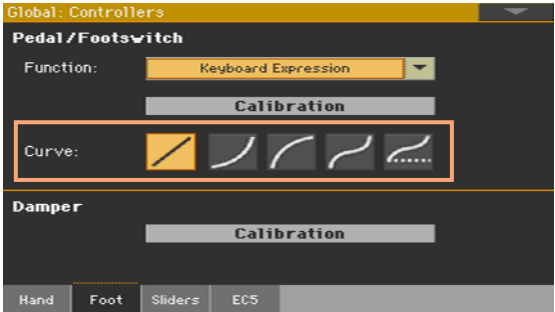 Global: Controllers
Pedal/Footswitch
Function: Keyboard Expression
Calibration
Curve:
Damper
Calibration
Hand Foot Sliders EC5